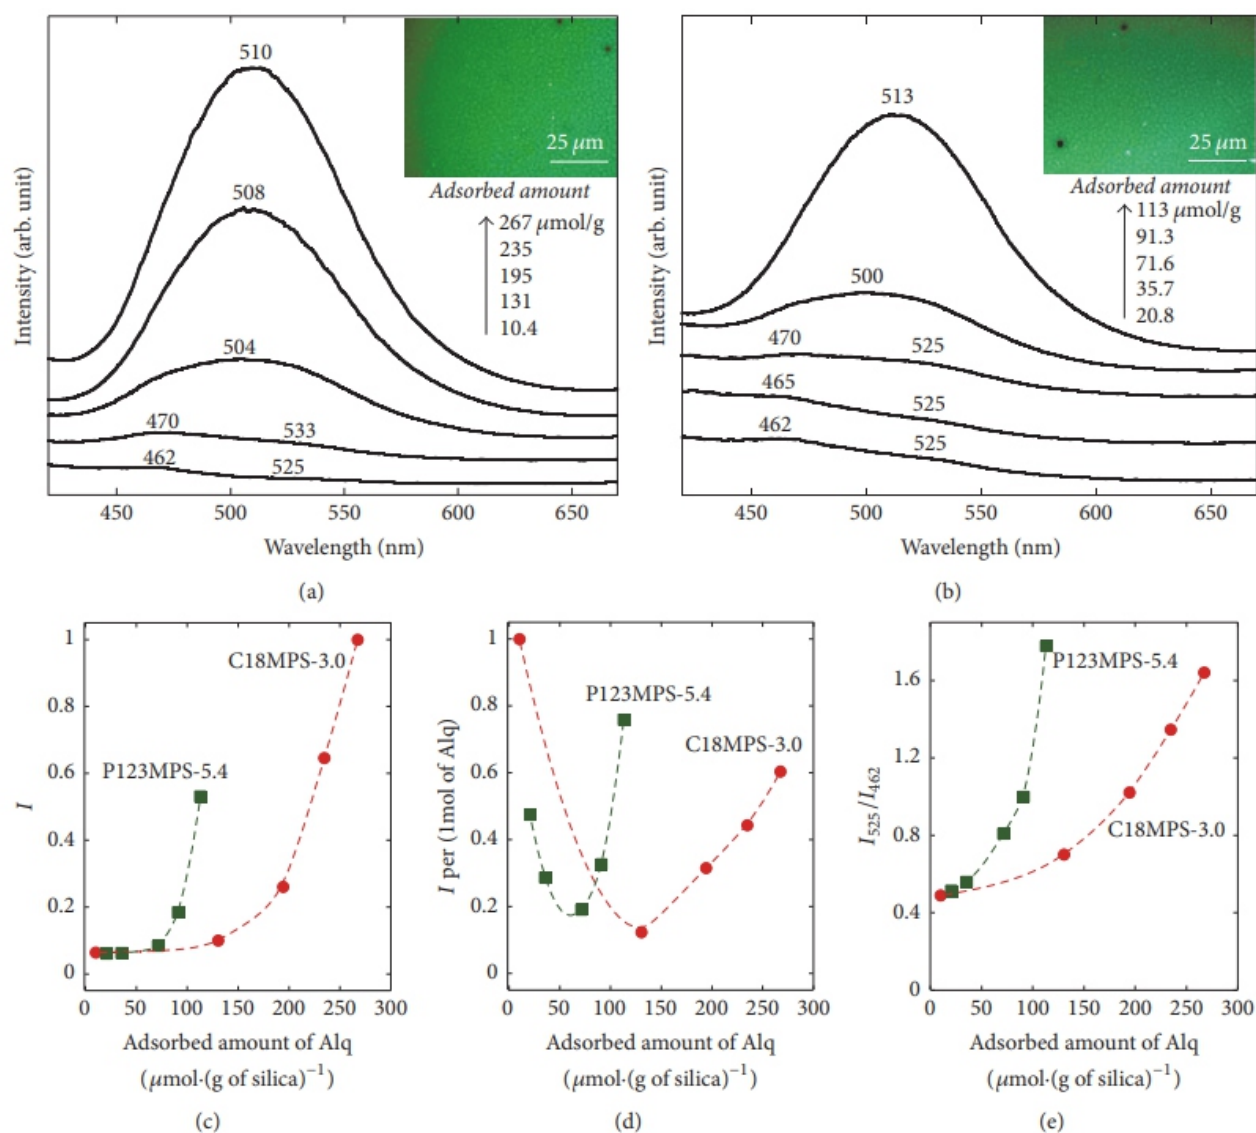 510
508
504
470
533
462
525
25 μm
Adsorbed amount
267 μmol/g
235
195
131
10.4
Intensity (arb. unit)
450 500 550 600 650
Wavelength (nm)
(a)
513
500
470
525
465
525
462
525
25 μm
Adsorbed amount
113 μmol/g
91.3
71.6
35.7
20.8
Intensity (arb. unit)
450 500 550 600 650
Wavelength (nm)
(b)
1
0.8
0.6
0.4
0.2
0
I
C18MPS-3.0
P123MPS-5.4
0 50 100 150 200 250 300
Adsorbed amount of Alq
(μmol·(g of silica)⁻¹
(c)
1
0.8
0.6
0.4
0.2
0
I per (1mol of Alq)
P123MPS-5.4
C18MPS-3.0
0 50 100 150 200 250 300
Adsorbed amount of Alq
(μmol·(g of silica)⁻¹
(d)
1.6
1.2
0.8
0.4
0
I₅₂₅/I₄₆₂
P123MPS-5.4
C18MPS-3.0
0 50 100 150 200 250 300
Adsorbed amount of Alq
(μmol·(g of silica)⁻¹
(e)